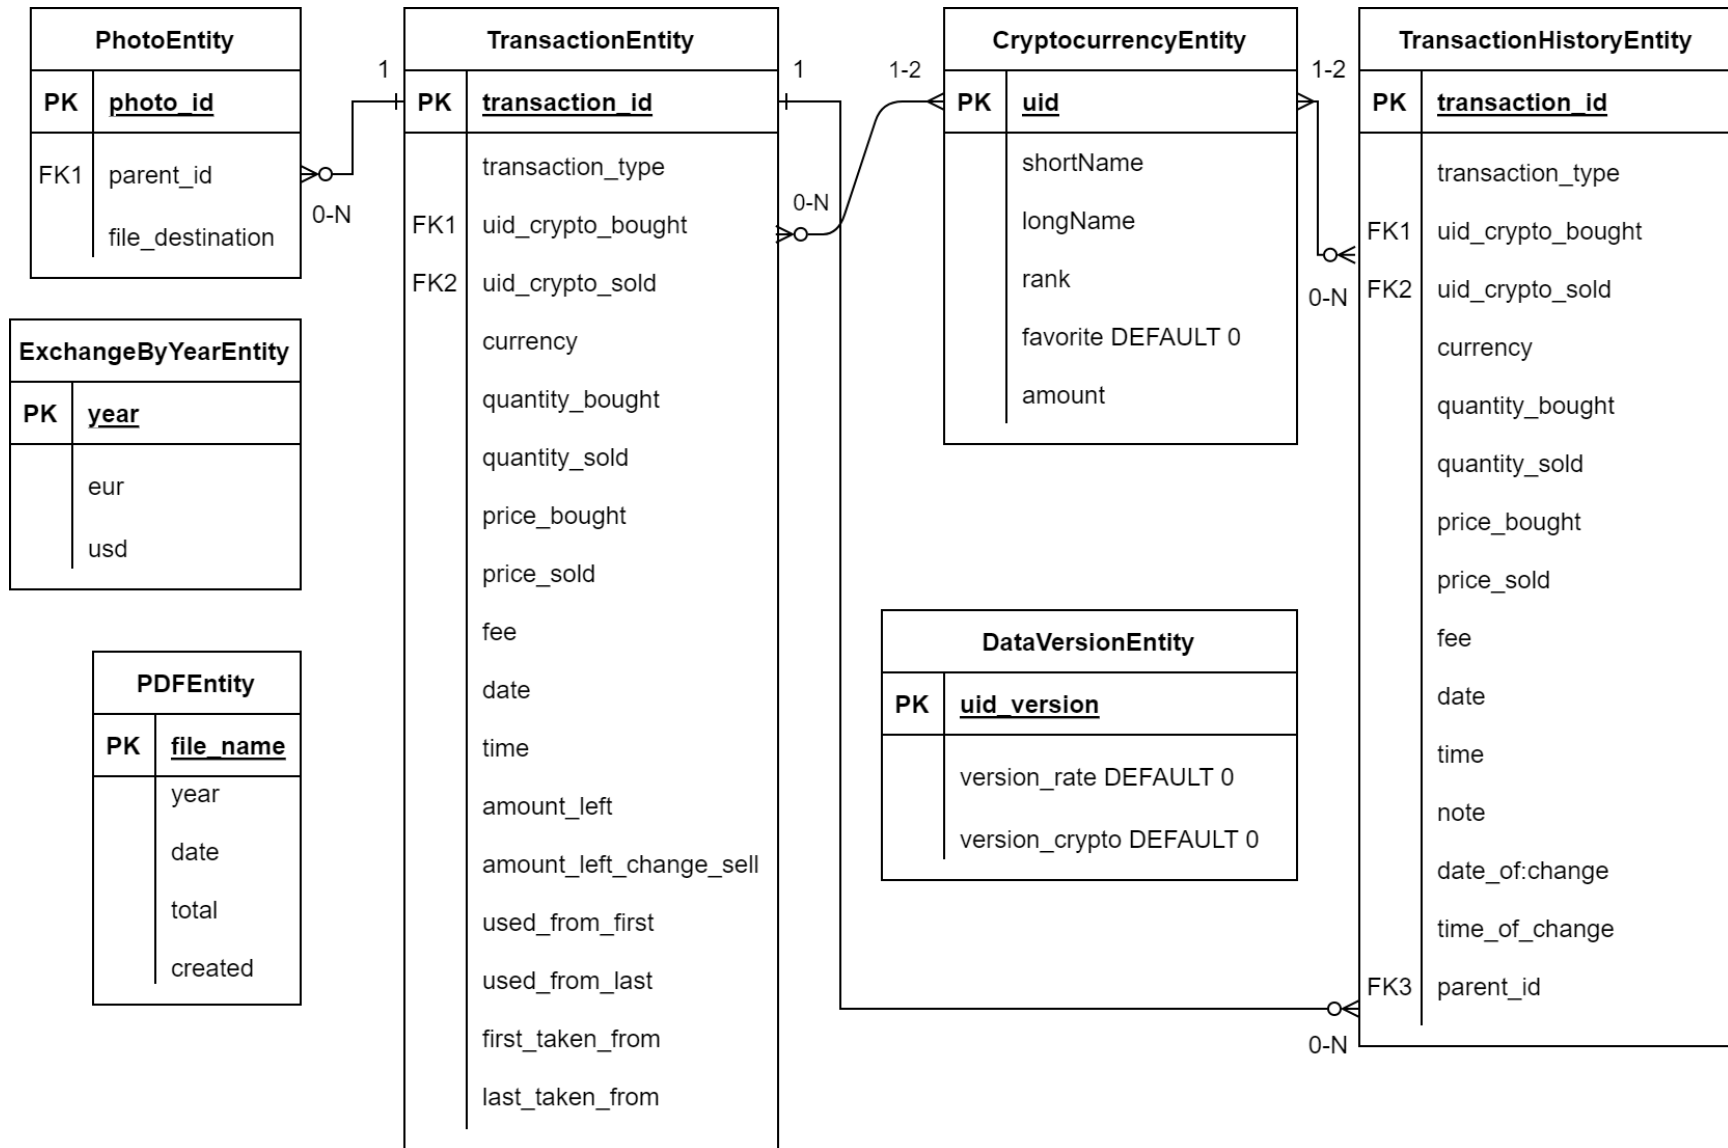 PhotoEntity
PK photo_id
FK1 parent_id
file_destination
1
0-N
ExchangeByYearEntity
PK year
eur
usd
PDFEntity
PK file_name
year
date
total
created
TransactionEntity
PK transaction_id
transaction_type
FK1 uid_crypto_bought
FK2 uid_crypto_sold
currency
quantity_bought
quantity_sold
price_bought
price_sold
fee
date
time
amount_left
amount_left_change_sell
used_from_first
used_from_last
first_taken_from
last_taken_from
1
0-N
1-2
CryptocurrencyEntity
PK uid
shortName
longName
rank
favorite DEFAULT 0
amount
DataVersionEntity
PK uid_version
version_rate DEFAULT 0
version_crypto DEFAULT 0
1-2
0-N
0-N
TransactionHistoryEntity
PK transaction_id
transaction_type
FK1 uid_crypto_bought
FK2 uid_crypto_sold
currency
quantity_bought
quantity_sold
price_bought
price_sold
fee
date
time
note
date_of:change
time_of_change
FK3 parent_id